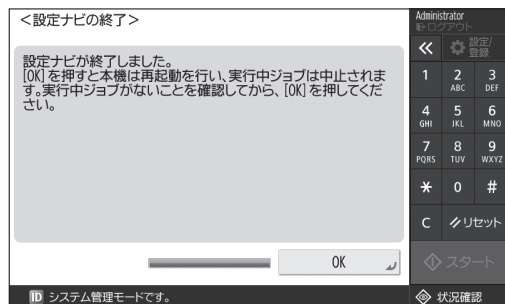 <設定ナビの終了>
設定ナビが終了しました。
[OK]を押すと本機は再起動を行い、実行中ジョブは中止されま
す。実行中ジョブがないことを確認してから、[OK]を押してくだ
さい。
OK
ID システム管理モードです。
Administrator
ログアウト
設定/
登録
1 2 3
ABC DEF
4 5 6
GHI JKL MNO
7 8 9
PQRS TUV WXYZ
* 0 #
C リセット
スタート
状況確認